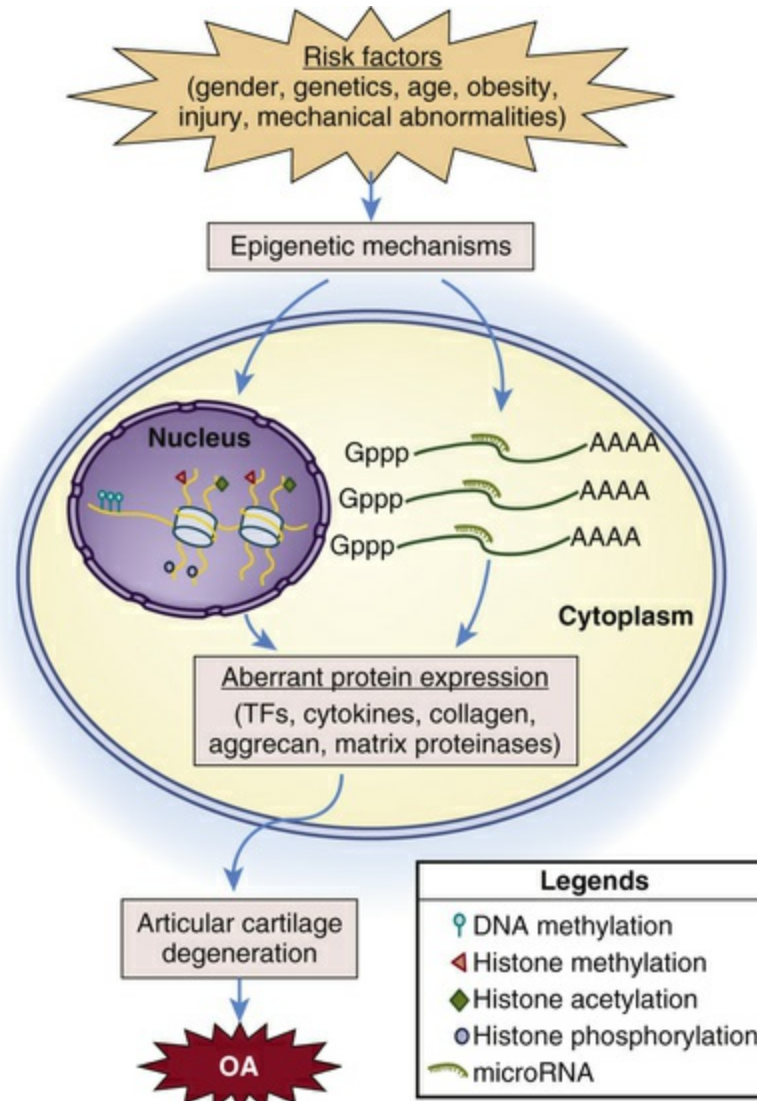 Risk factors
(gender, genetics, age, obesity,
injury, mechanical abnormalities)
Epigenetic mechanisms
Nucleus
Gppp
AAAA
Gppp
AAAA
Gppp
AAAA
Cytoplasm
Aberrant protein expression
(TFs, cytokines, collagen,
aggrecan, matrix proteinases)
Articular cartilage
degeneration
OA
Legends
DNA methylation
Histone methylation
Histone acetylation
Histone phosphorylation
microRNA